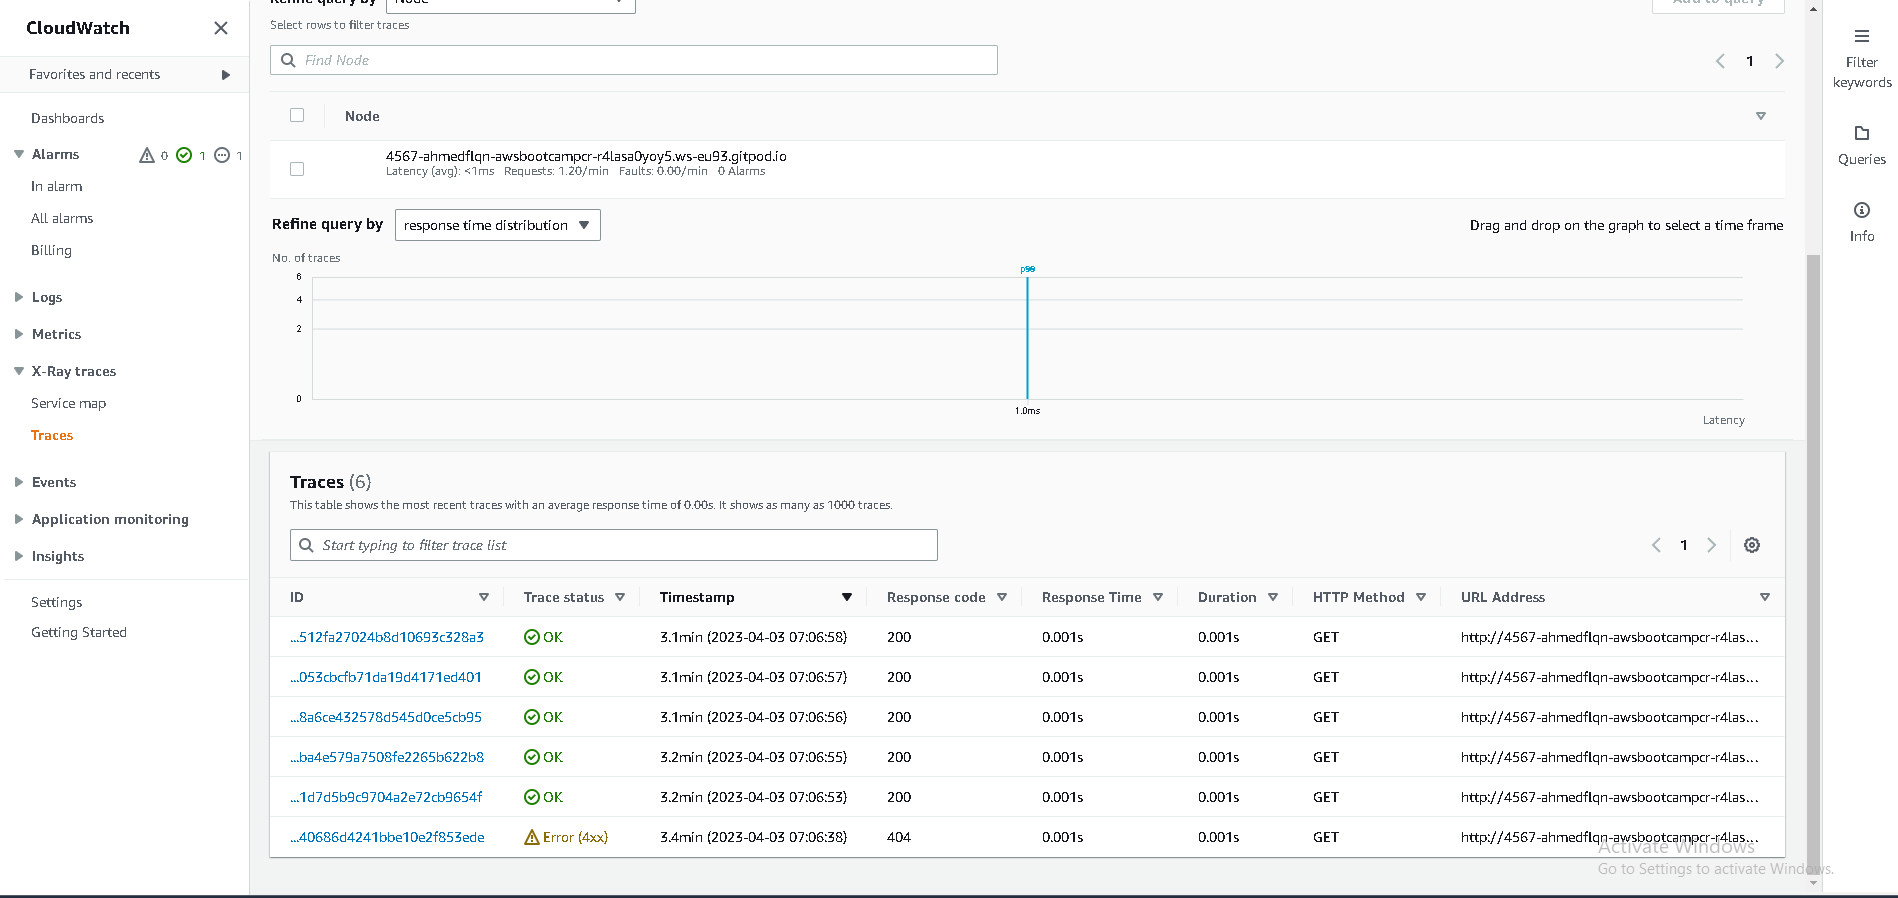 CloudWatch
Favorites and recents
Dashboards
Alarms 0 1 1
In alarm
All alarms
Billing
Logs
Metrics
X-Ray traces
Service map
Traces
Events
Application monitoring
Insights
Settings
Getting Started
Refine query by Node
Add to query
Select rows to filter traces
Find Node
1
Node
4567-ahmedflqn-awsbootcampcr-r4lasa0yoy5.ws-eu93.gitpod.io
Latency (avg): <1ms Requests: 1.20/min Faults: 0.00/min 0 Alarms
Refine query by response time distribution
Drag and drop on the graph to select a time frame
No. of traces
6
4
2
0
1.0ms
Latency
Traces (6)
This table shows the most recent traces with an average response time of 0.00s. It shows as many as 1000 traces.
Start typing to filter trace list
1
ID Trace status Timestamp Response code Response Time Duration HTTP Method URL Address
...512fa27024b8d10693c328a3 OK 3.1min (2023-04-03 07:06:58) 200 0.001s 0.001s GET http://4567-ahmedflqn-awsbootcampcr-r4las...
...053cbcfb71da19d4171ed401 OK 3.1min (2023-04-03 07:06:57) 200 0.001s 0.001s GET http://4567-ahmedflqn-awsbootcampcr-r4las...
...8a6ce432578d545d0ce5cb95 OK 3.1min (2023-04-03 07:06:56) 200 0.001s 0.001s GET http://4567-ahmedflqn-awsbootcampcr-r4las...
...ba4e579a7508fe2265b622b8 OK 3.2min (2023-04-03 07:06:55) 200 0.001s 0.001s GET http://4567-ahmedflqn-awsbootcampcr-r4las...
...1d7d5b9c9704a2e72cb9654f OK 3.2min (2023-04-03 07:06:53) 200 0.001s 0.001s GET http://4567-ahmedflqn-awsbootcampcr-r4las...
...40686d4241bbe10e2f853ede Error (4xx) 3.4min (2023-04-03 07:06:38) 404 0.001s 0.001s GET http://4567-ahmedflqn-awsbootcampcr-r4las...
Activate Windows
Go to Settings to activate Windows.
Filter
keywords
Queries
Info